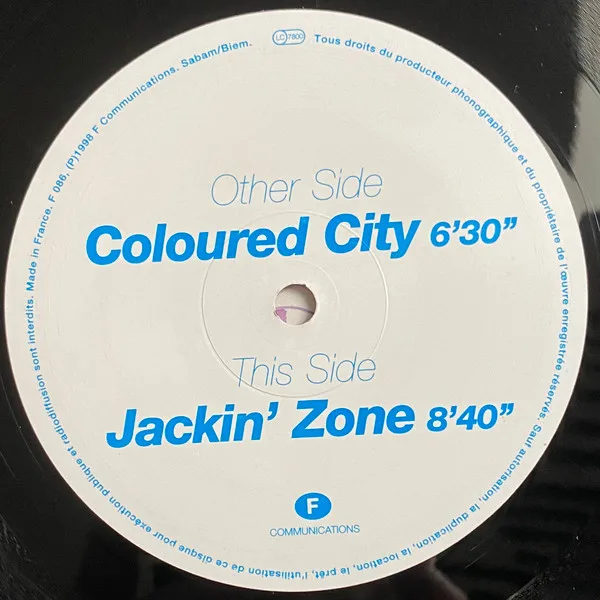 Made in France. F 086, (P)1998 F Communications. Sabam/Biem. LC 7800 Tous droits du producteur phonographique et du propriétaire de l'œuvre enregistrée réservés. Sauf autorisation, la duplication, la location, le prêt, l'utilisation de ce disque pour exécution publique et radiodiffusion sont interdits.
Other Side
Coloured City 6'30”
This Side
Jackin’ Zone 8'40”
F
COMMUNICATIONS